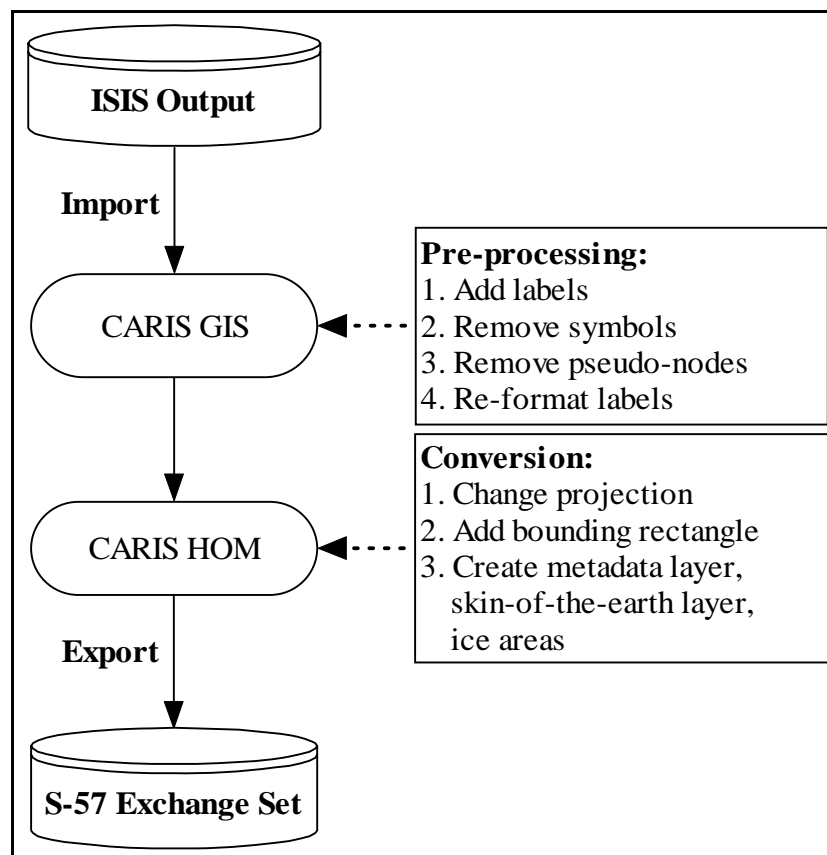 ISIS Output
Import
CARIS GIS
Pre-processing:
1. Add labels
2. Remove symbols
3. Remove pseudo-nodes
4. Re-format labels
CARIS HOM
Conversion:
1. Change projection
2. Add bounding rectangle
3. Create metadata layer,
skin-of-the-earth layer,
ice areas
Export
S-57 Exchange Set